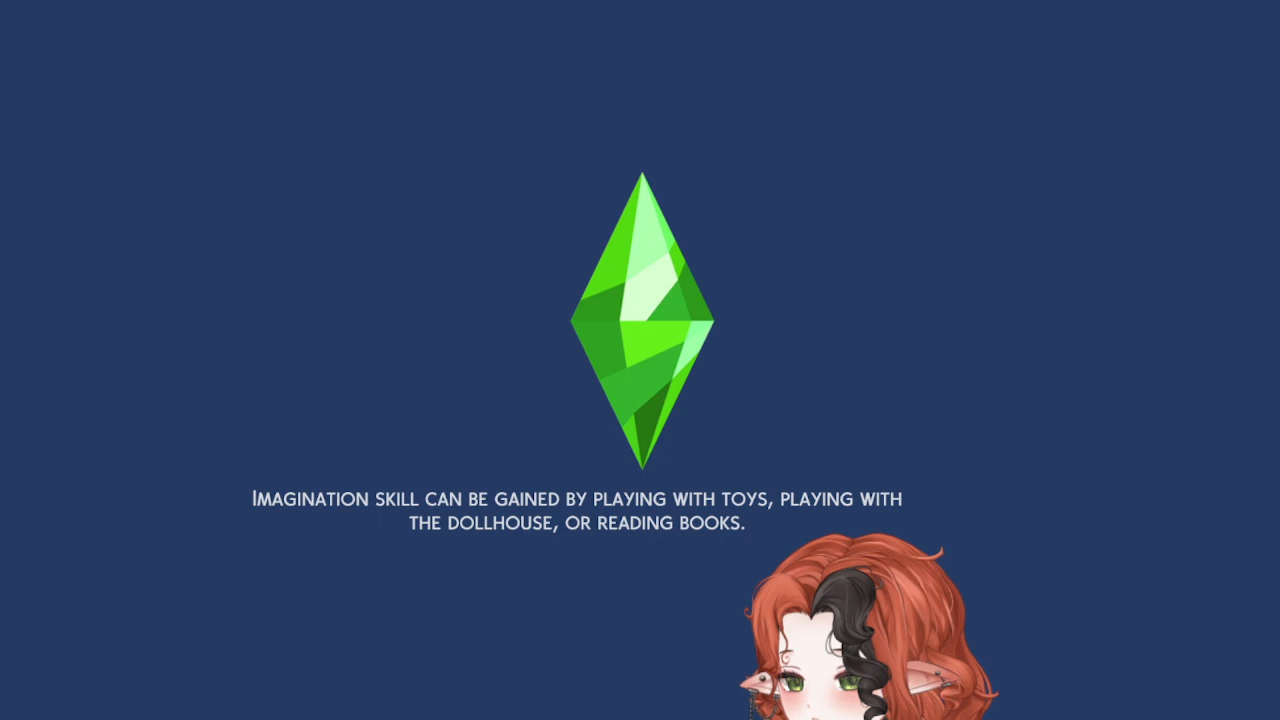 Imagination skill can be gained by playing with toys, playing with
the dollhouse, or reading books.